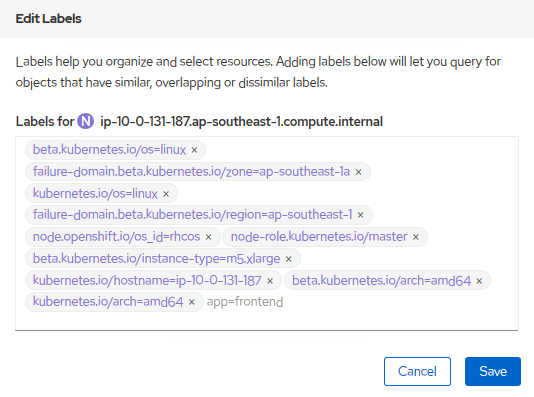 Edit Labels
Labels help you organize and select resources. Adding labels below will let you query for
objects that have similar, overlapping or dissimilar labels.
Labels for N ip-10-0-131-187.ap-southeast-1.compute.internal
beta.kubernetes.io/os=linux ×
failure-domain.beta.kubernetes.io/zone=ap-southeast-1a ×
kubernetes.io/os=linux ×
failure-domain.beta.kubernetes.io/region=ap-southeast-1 ×
node.openshift.io/os_id=rhcos × node-role.kubernetes.io/master ×
beta.kubernetes.io/instance-type=m5.xlarge ×
kubernetes.io/hostname=ip-10-0-131-187 × beta.kubernetes.io/arch=amd64 ×
kubernetes.io/arch=amd64 × app=frontend
Cancel Save